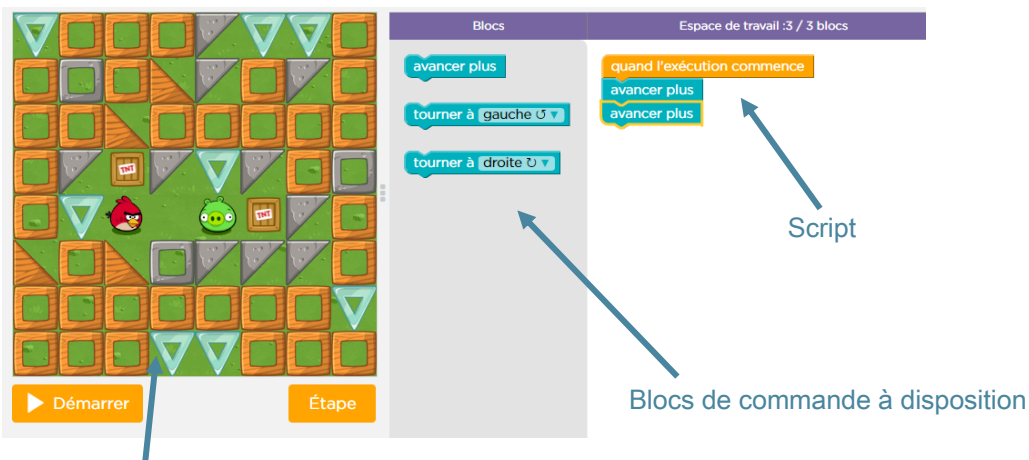 Blocs
Espace de travail :3 / 3 blocs
avancer plus
tourner à gauche ↺ ▼
tourner à droite ↻ ▼
quand l'exécution commence
avancer plus
avancer plus
TNT
TNT
Script
Blocs de commande à disposition
Démarrer
Étape